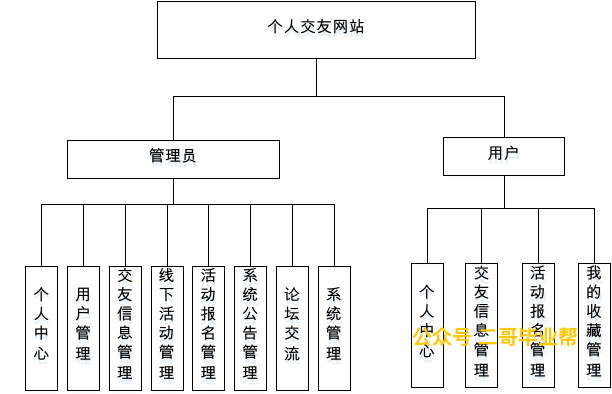 个人交友网站
管理员
用户
个人中心
用户管理
交友信息管理
线下活动管理
活动报名管理
系统公告管理
论坛交流
系统管理
个人中心
交友信息管理
活动报名管理
我的收藏管理
公众号 二哥毕业帮